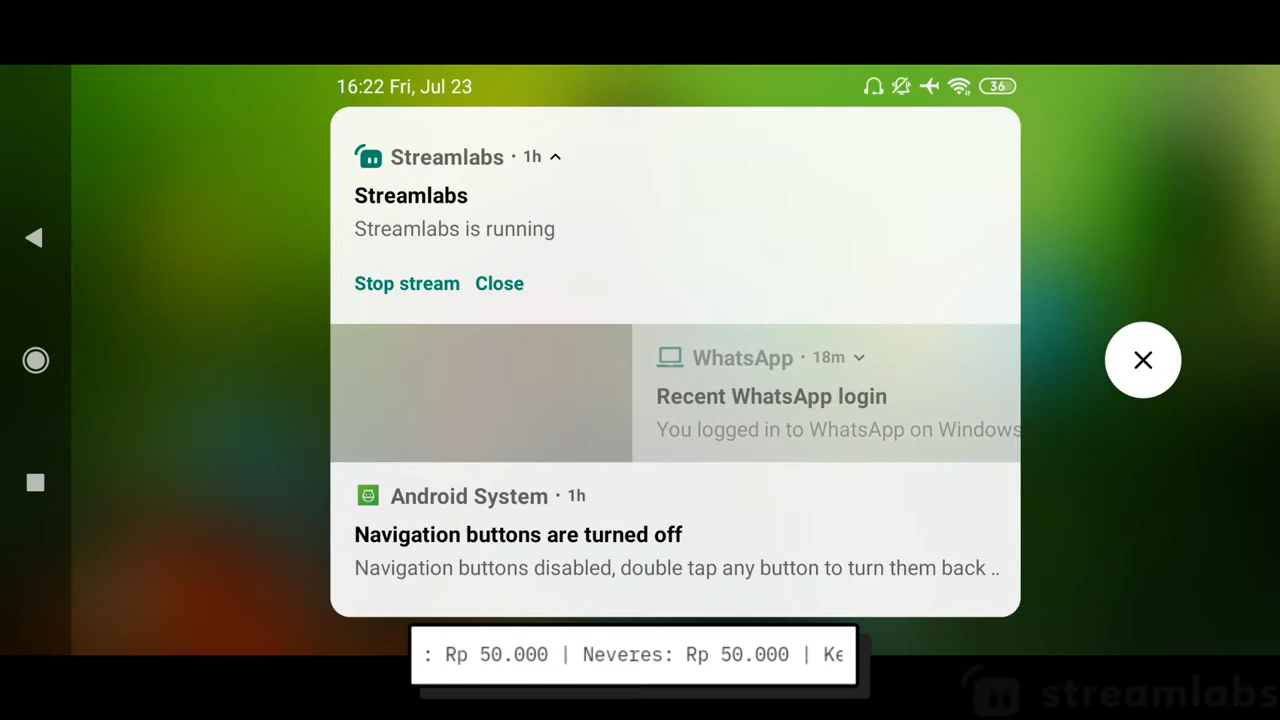 16:22 Fri, Jul 23
36
Streamlabs · 1h
Streamlabs
Streamlabs is running
Stop stream Close
WhatsApp · 18m
Recent WhatsApp login
You logged in to WhatsApp on Windows
Android System · 1h
Navigation buttons are turned off
Navigation buttons disabled, double tap any button to turn them back ..
: Rp 50.000 | Neveres: Rp 50.000 | Ke
streamlabs